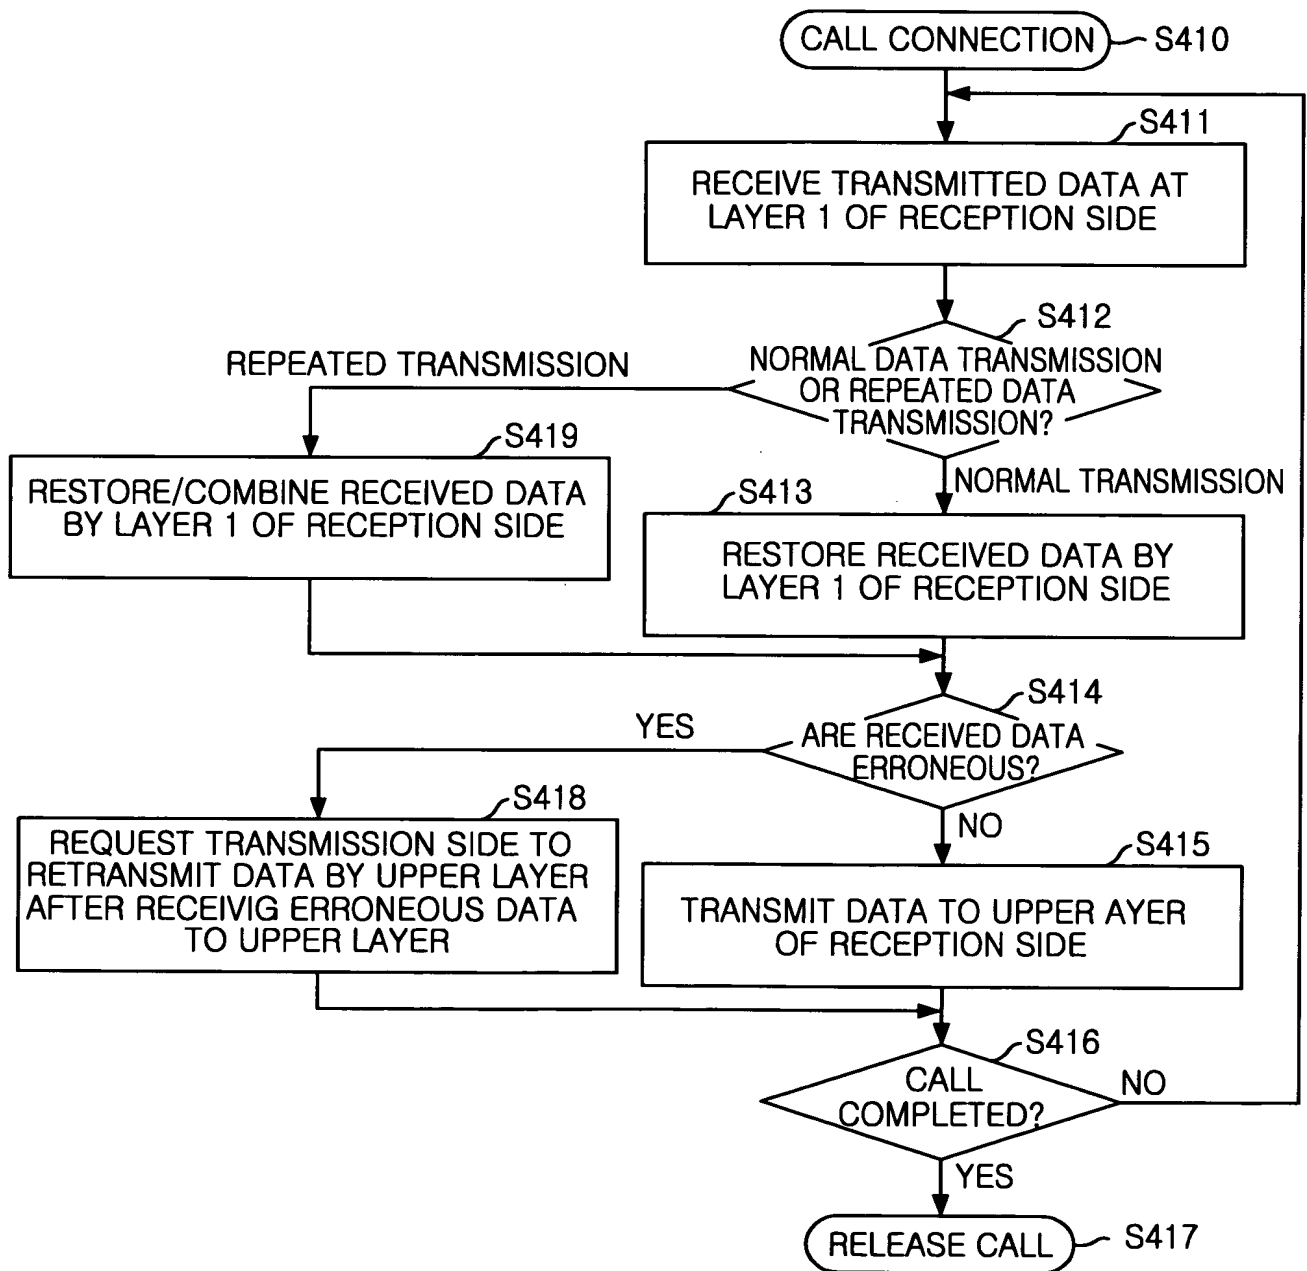 CALL CONNECTION
S410
S411
RECEIVE TRANSMITTED DATA AT
LAYER 1 OF RECEPTION SIDE
S412
NORMAL DATA TRANSMISSION
OR REPEATED DATA
TRANSMISSION?
REPEATED TRANSMISSION
S419
RESTORE/COMBINE RECEIVED DATA
BY LAYER 1 OF RECEPTION SIDE
NORMAL TRANSMISSION
S413
RESTORE RECEIVED DATA BY
LAYER 1 OF RECEPTION SIDE
S414
ARE RECEIVED DATA
ERRONEOUS?
YES
S418
REQUEST TRANSMISSION SIDE TO
RETRANSMIT DATA BY UPPER LAYER
AFTER RECEIVIG ERRONEOUS DATA
TO UPPER LAYER
NO
S415
TRANSMIT DATA TO UPPER AYER
OF RECEPTION SIDE
S416
CALL
COMPLETED?
NO
YES
RELEASE CALL
S417